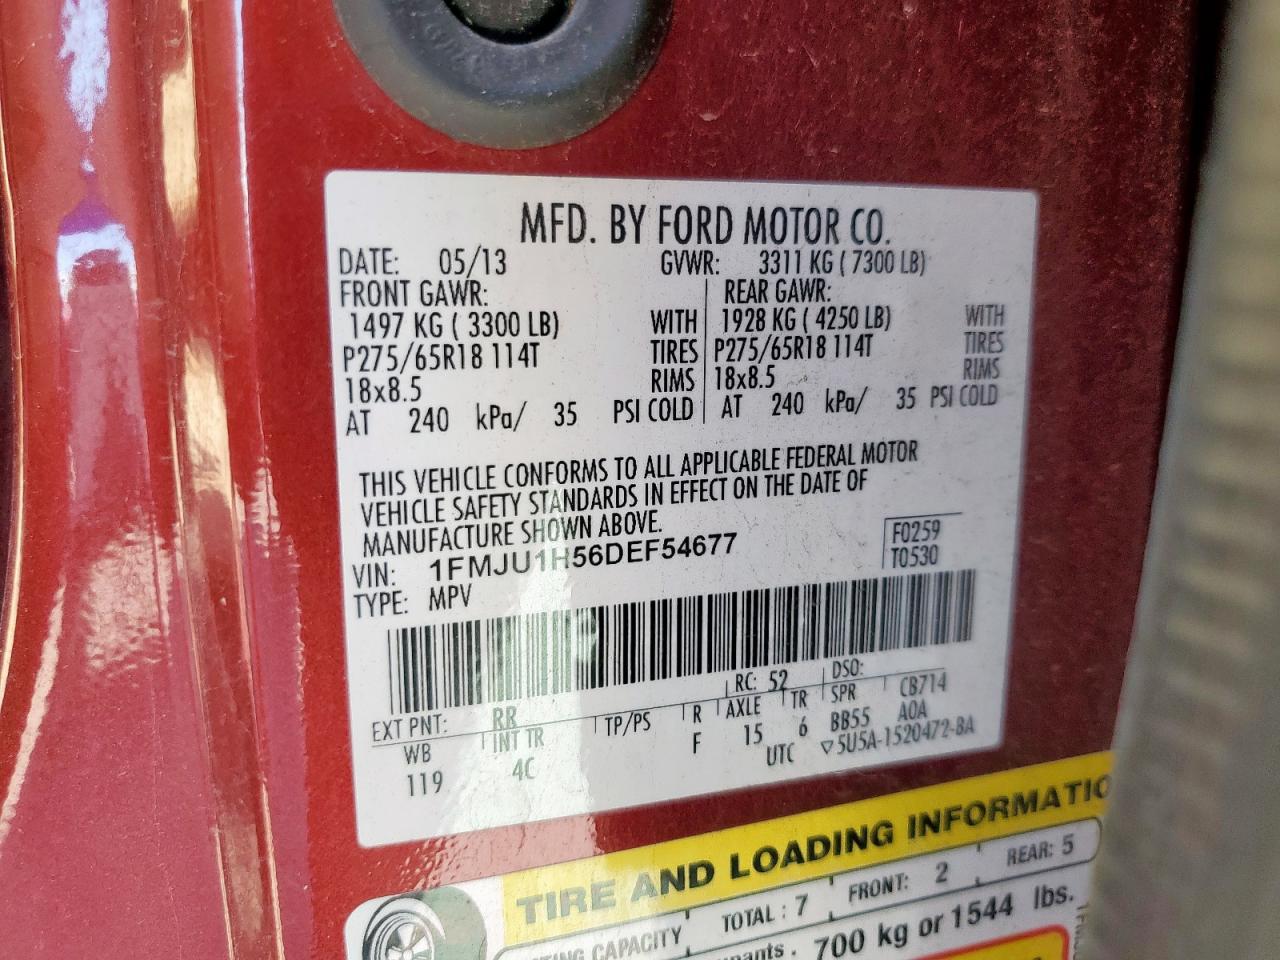 MFD. BY FORD MOTOR CO.
DATE: 05/13 GVWR: 3311 KG ( 7300 LB)
FRONT GAWR: REAR GAWR:
1497 KG ( 3300 LB) WITH 1928 KG ( 4250 LB) WITH
P275/65R18 114T TIRES P275/65R18 114T TIRES
18x8.5 RIMS 18x8.5 RIMS
AT 240 kPa/ 35 PSI COLD AT 240 kPa/ 35 PSI COLD
THIS VEHICLE CONFORMS TO ALL APPLICABLE FEDERAL MOTOR
VEHICLE SAFETY STANDARDS IN EFFECT ON THE DATE OF
MANUFACTURE SHOWN ABOVE.
F0259
VIN: 1FMJU1H56DEF54677
T0530
TYPE: MPV
RC: 52 DSO:
EXT PNT: RR
WB INT TR TP/PS R AXLE TR SPR CB714
119 4C F 15 6 BB55 A0A
UTC ▽5U5A-1520472-BA
TIRE AND LOADING INFORMATIO
CAPACITY TOTAL : 7 FRONT: 2 REAR: 5
700 kg or 1544 lbs.